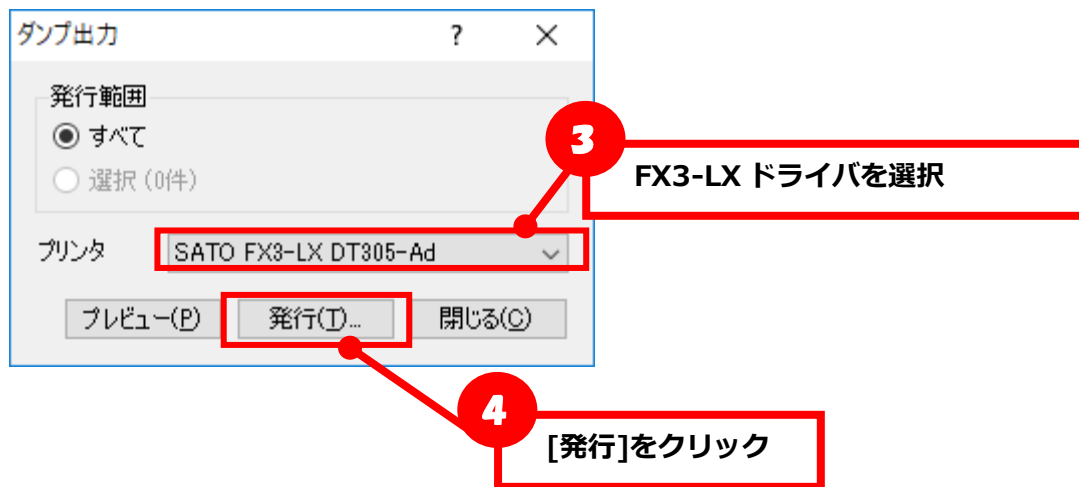 ダンプ出力 ?
発行範囲
すべて
選択 (0件)
3
FX3-LX ドライバを選択
プリンタ SATO FX3-LX DT305-Ad
プレビュー(P) 発行(T)... 閉じる(C)
4
[発行]をクリック